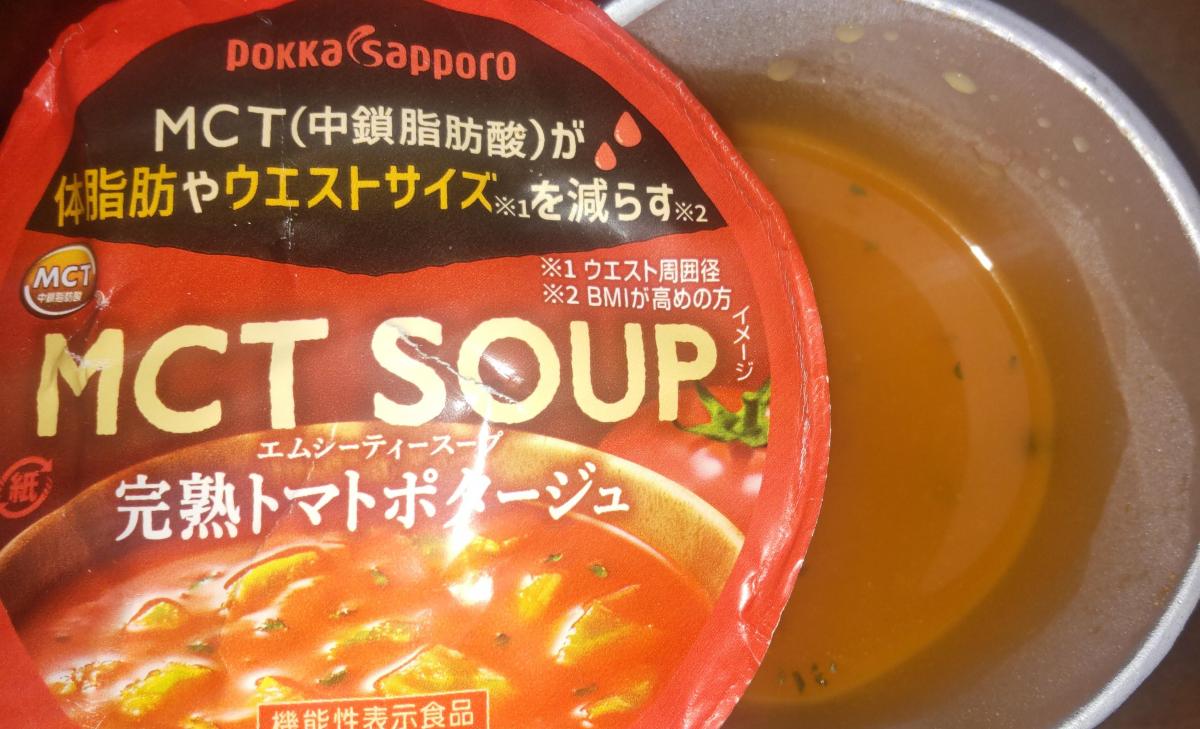 POKKA Sapporo
MCT(中鎖脂肪酸)が
体脂肪やウエストサイズ※1を減らす※2
※1 ウエスト周囲径
※2 BMIが高めの方
イメージ
MCT
中鎖脂肪酸
MCT SOUP
エムシーティースープ
完熟トマトポタージュ
紙
機能性表示食品